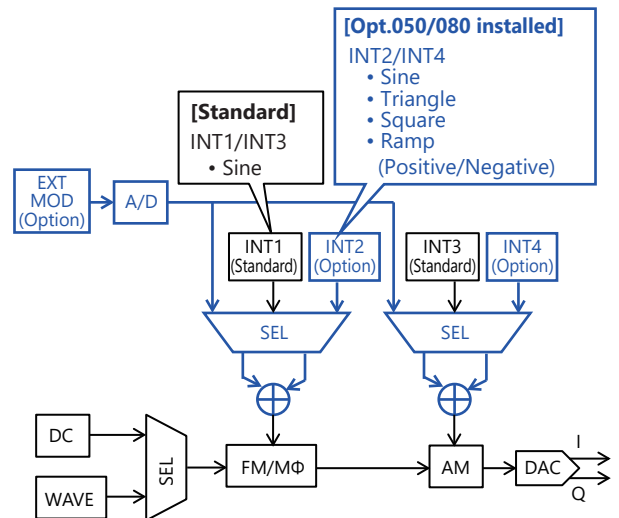 [Opt.050/080 installed]
INT2/INT4
• Sine
• Triangle
• Square
• Ramp
(Positive/Negative)
[Standard]
INT1/INT3
• Sine
EXT
MOD
(Option)
A/D
INT1
(Standard)
INT2
(Option)
INT3
(Standard)
INT4
(Option)
SEL
SEL
DC
WAVE
SEL
FM/MΦ
AM
DAC
I
Q